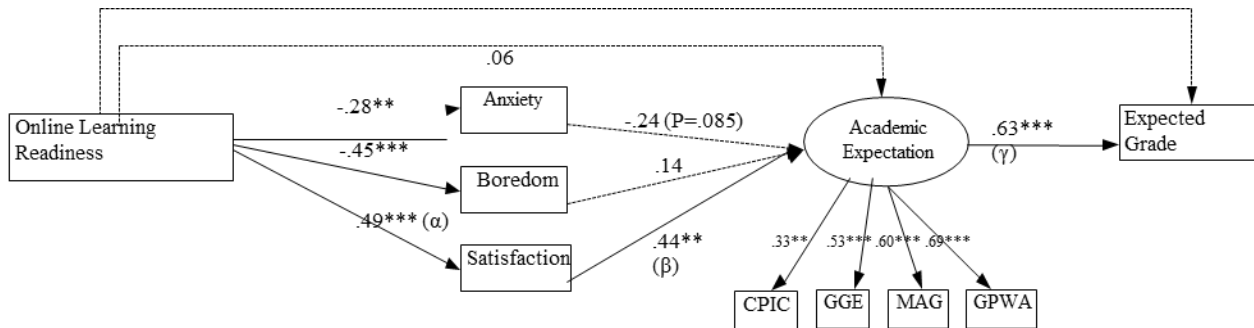 .06
-.28**
Anxiety
Online Learning
Readiness
-.24 (P=.085)
Academic
Expectation
.63***
(γ)
Expected
Grade
-.45***
Boredom
.14
.49*** (α)
Satisfaction
.44**
(β)
.33**
.53***
.60***
.69***
CPIC
GGE
MAG
GPWA